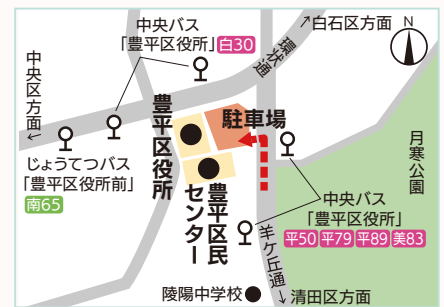 中央バス
「豊平区役所」白30
↗白石区方面
N
環状通
中央区方面
↓
駐車場
豊平区役所
じょうてつバス
「豊平区役所前」
南65
豊平区民
センター
月寒公園
中央バス
「豊平区役所」
平50 平79 平89 美83
羊ケ丘通
陵陽中学校
↓清田区方面